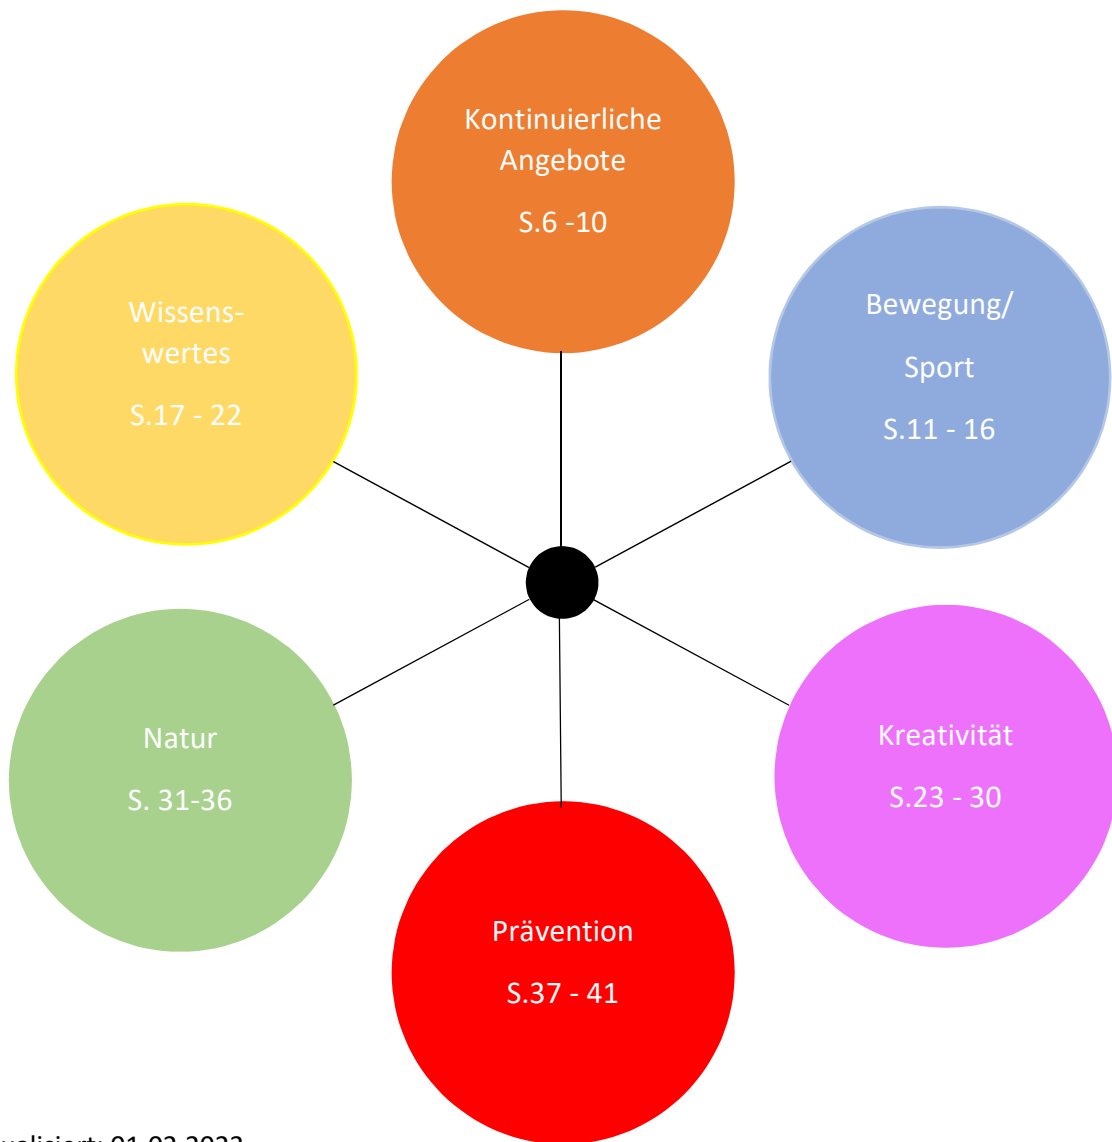 Kontinuierliche
Angebote
S.6 -10
Wissens-
wertes
S.17 - 22
Bewegung/
Sport
S.11 - 16
Natur
S. 31-36
Kreativität
S.23 - 30
Prävention
S.37 - 41